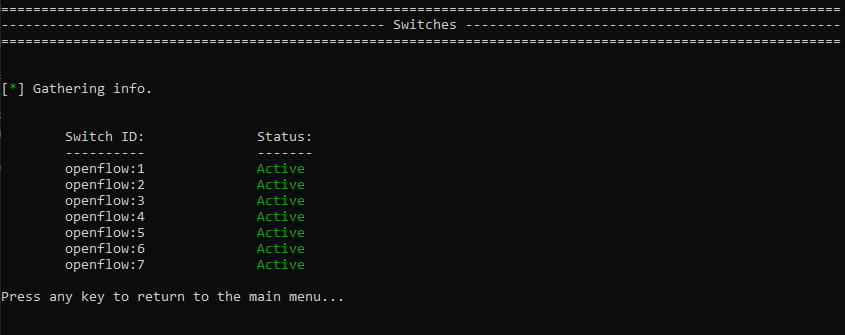 =========================================================================================================
------------------------------------------------ Switches -----------------------------------------------
=========================================================================================================
[*] Gathering info.
Switch ID: Status:
---------- -------
openflow:1 Active
openflow:2 Active
openflow:3 Active
openflow:4 Active
openflow:5 Active
openflow:6 Active
openflow:7 Active
Press any key to return to the main menu...